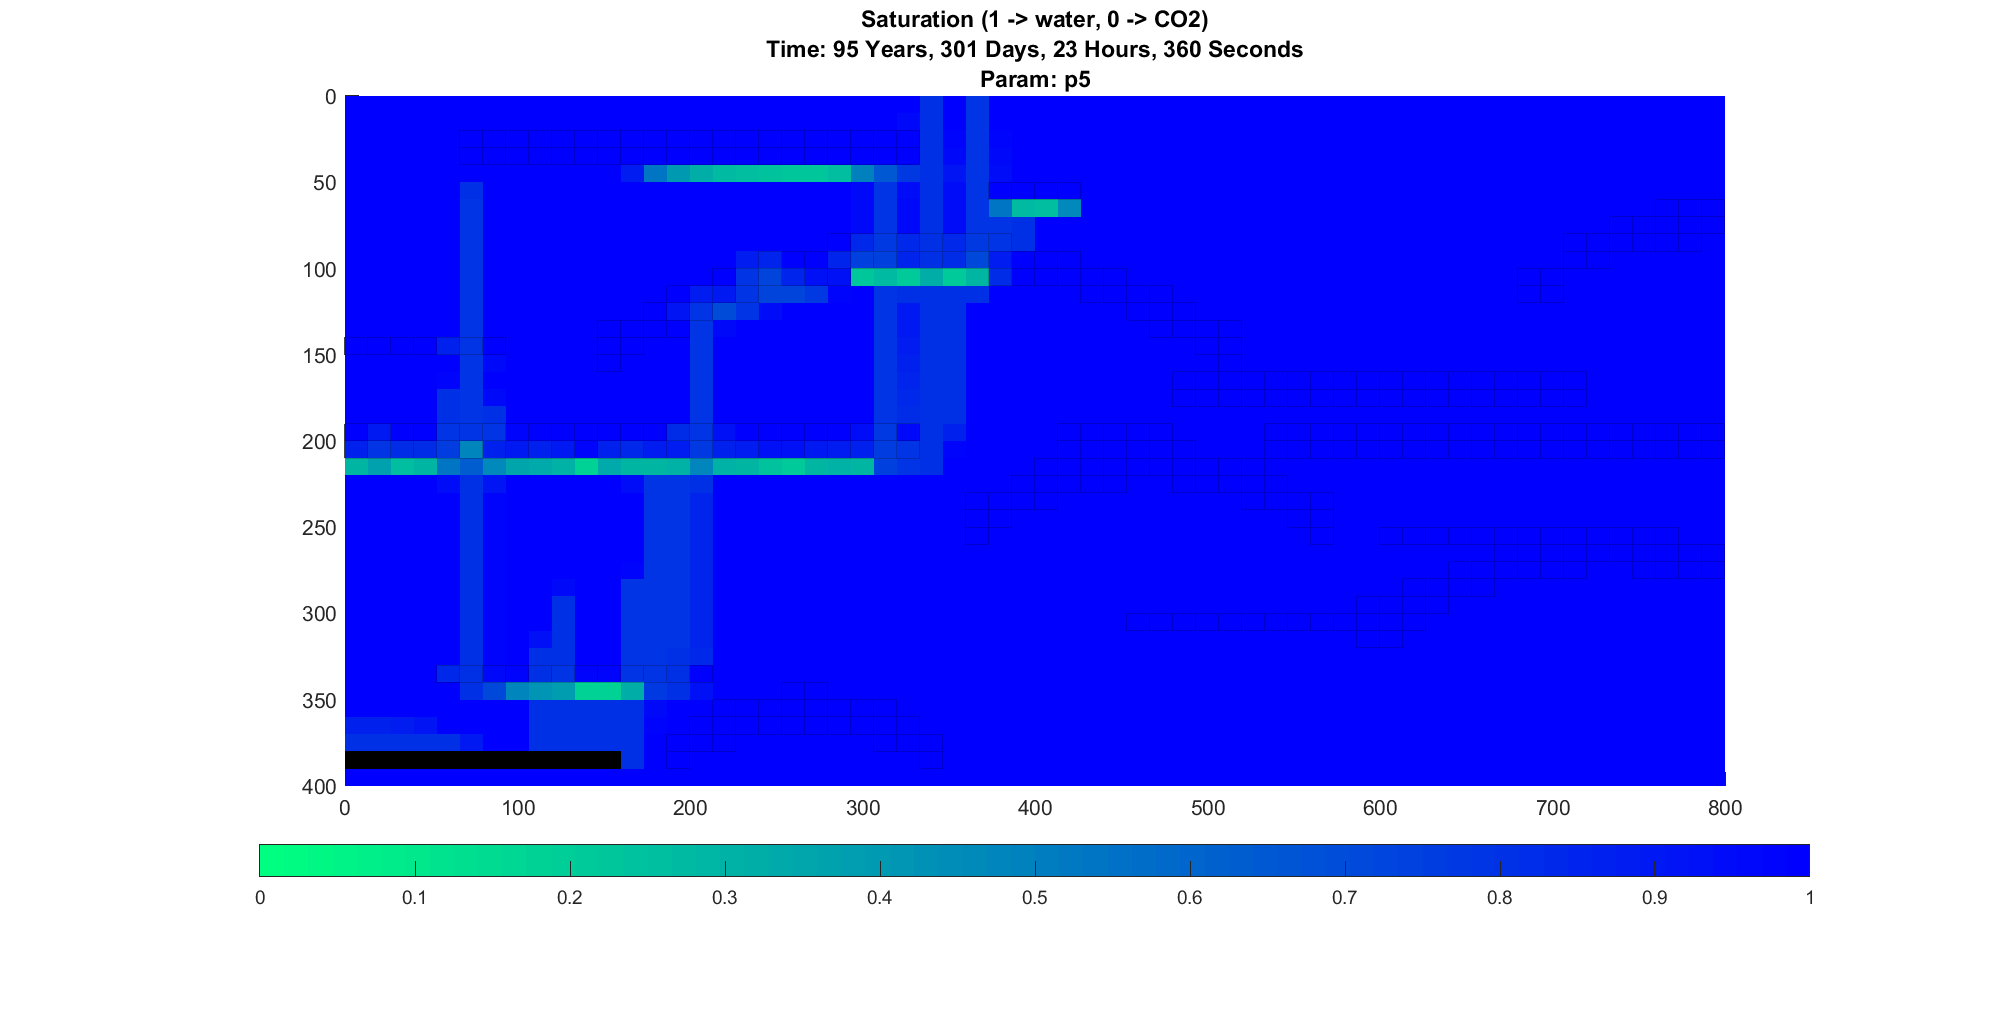 Saturation (1 -> water, 0 -> CO2)
Time: 95 Years, 301 Days, 23 Hours, 360 Seconds
Param: p5
0
50
100
150
200
250
300
350
400
0 100 200 300 400 500 600 700 800
0 0.1 0.2 0.3 0.4 0.5 0.6 0.7 0.8 0.9 1